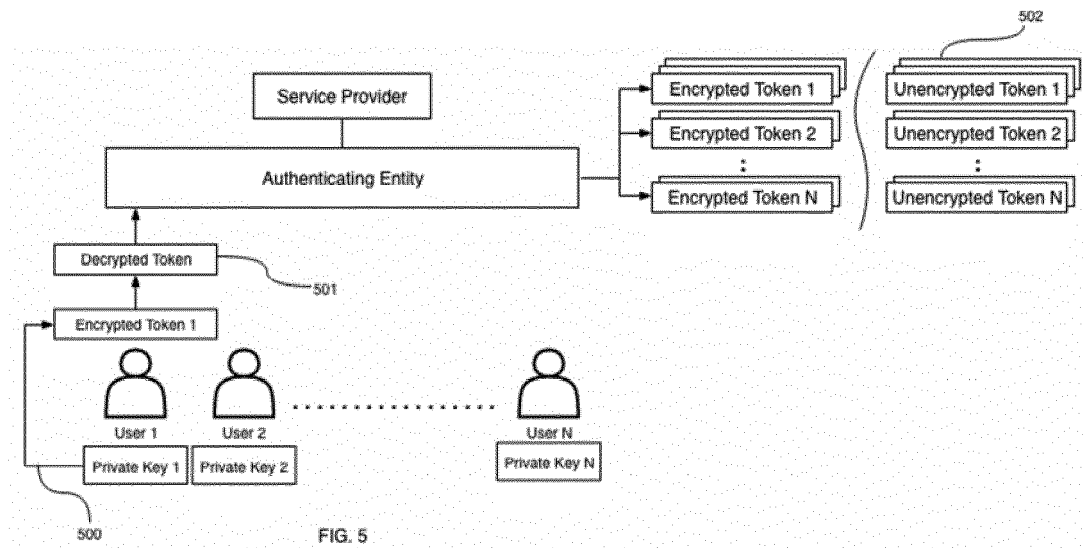 502
Service Provider
Encrypted Token 1
Unencrypted Token 1
Encrypted Token 2
Unencrypted Token 2
Authenticating Entity
Encrypted Token N
Unencrypted Token N
Decrypted Token
501
Encrypted Token 1
User 1
User 2
User N
Private Key 1
Private Key 2
Private Key N
500
FIG. 5